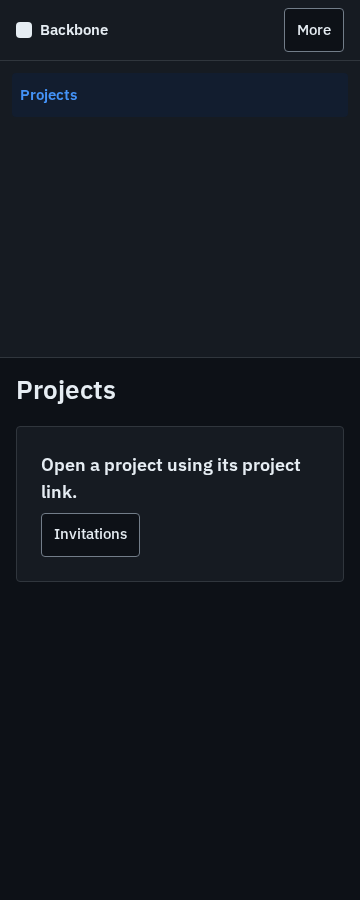 Backbone
More
Projects
Projects
Open a project using its project
link.
Invitations